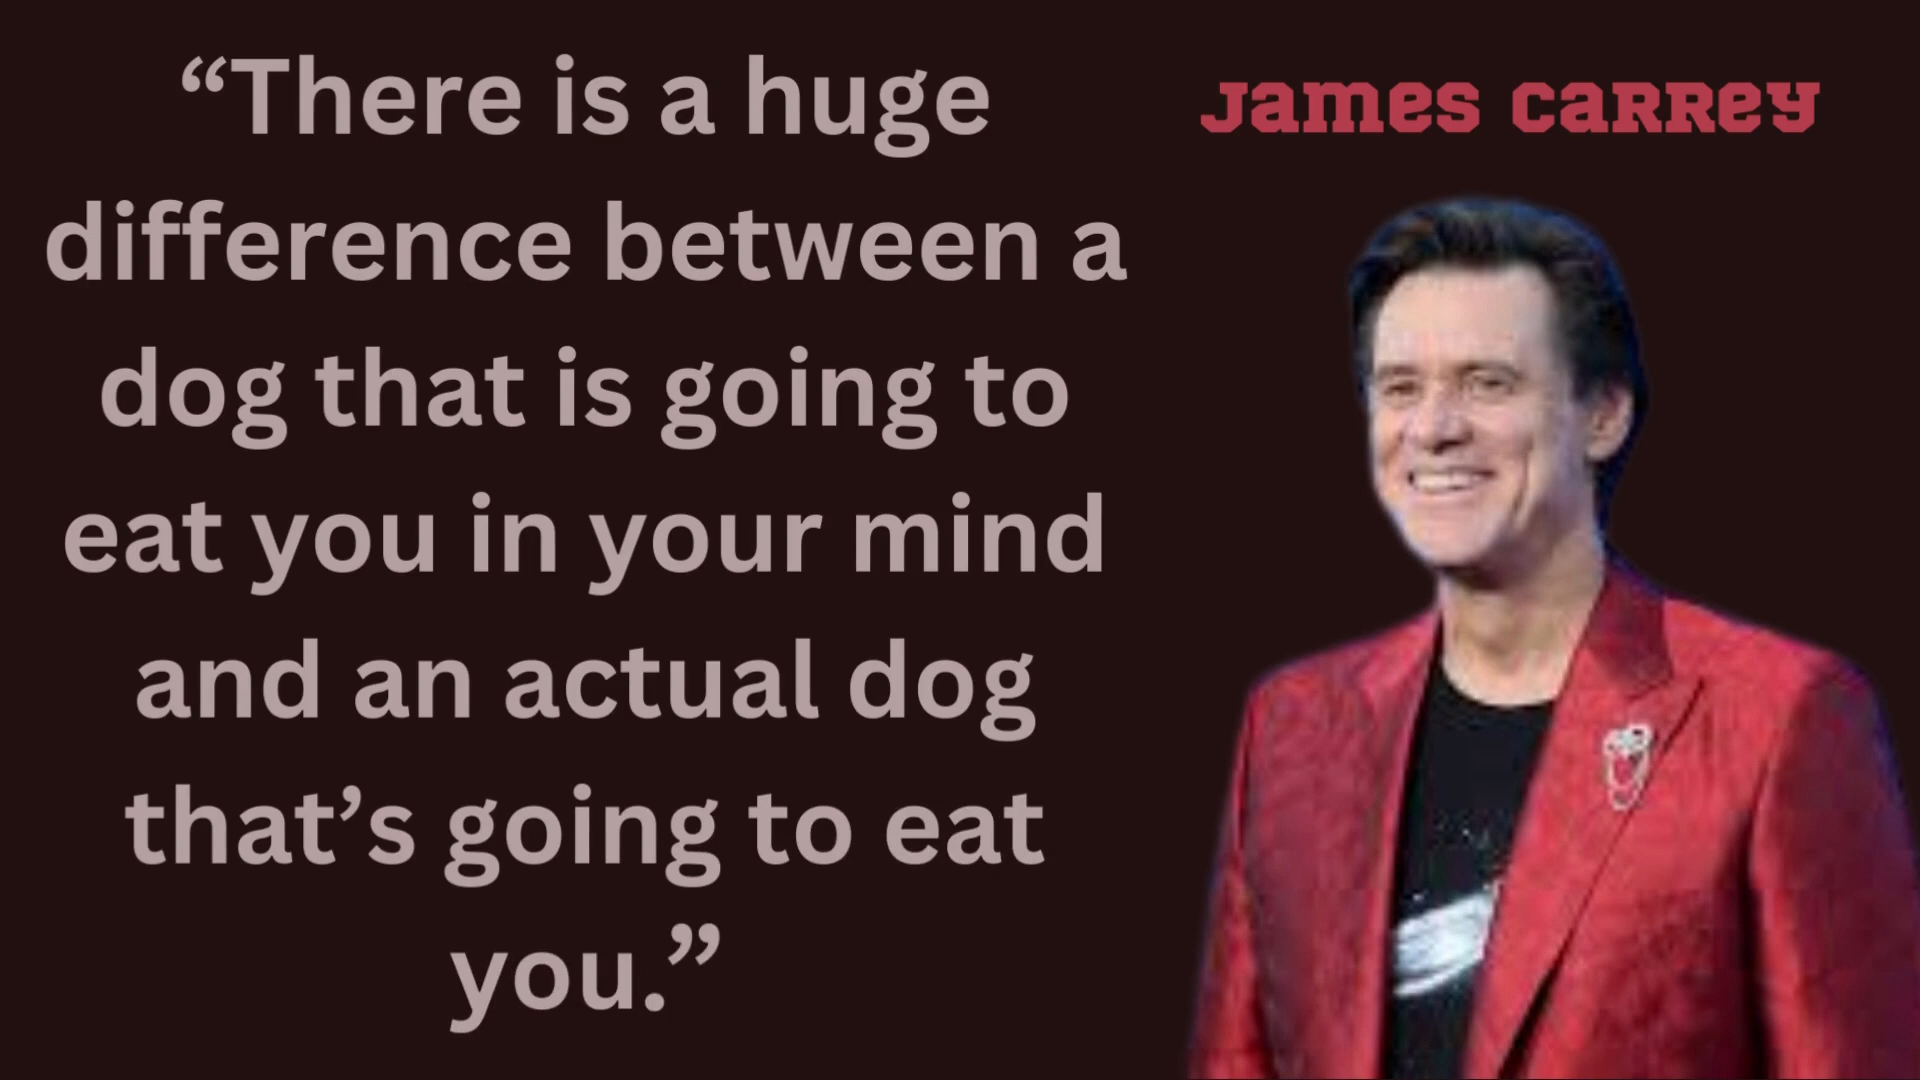 “There is a huge
difference between a
dog that is going to
eat you in your mind
and an actual dog
that’s going to eat
you.”
James Carrey